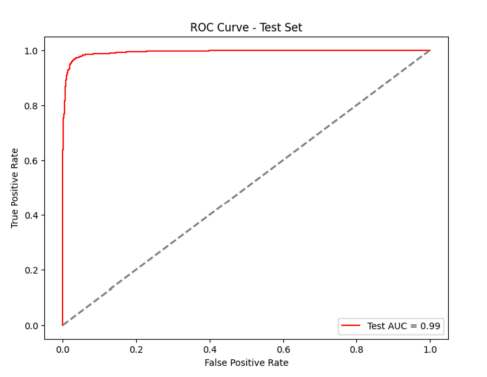 ROC Curve - Test Set
1.0
0.8
0.6
0.4
0.2
0.0
True Positive Rate
Test AUC = 0.99
0.0 0.2 0.4 0.6 0.8 1.0
False Positive Rate